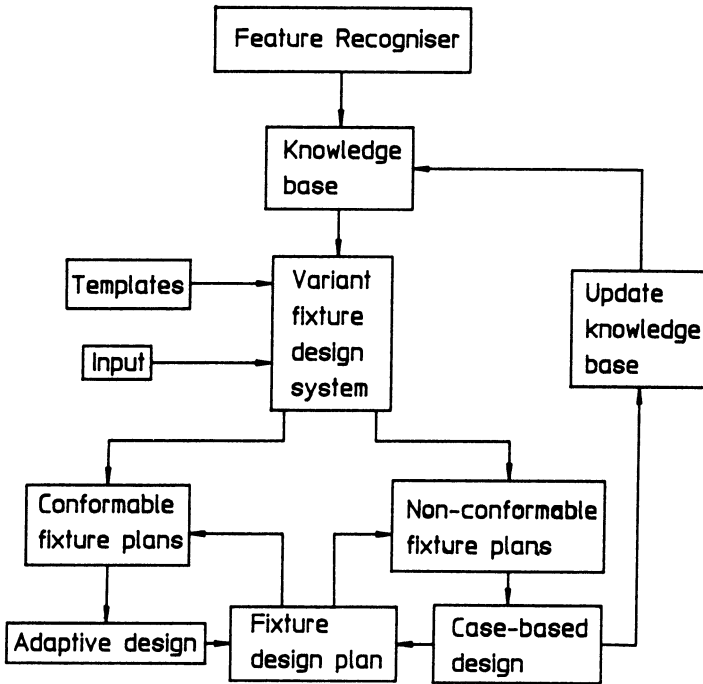 Feature Recogniser
Knowledge
base
Templates
Input
Variant
fixture
design
system
Update
knowledge
base
Conformable
fixture plans
Non-conformable
fixture plans
Adaptive design
Fixture
design plan
Case-based
design